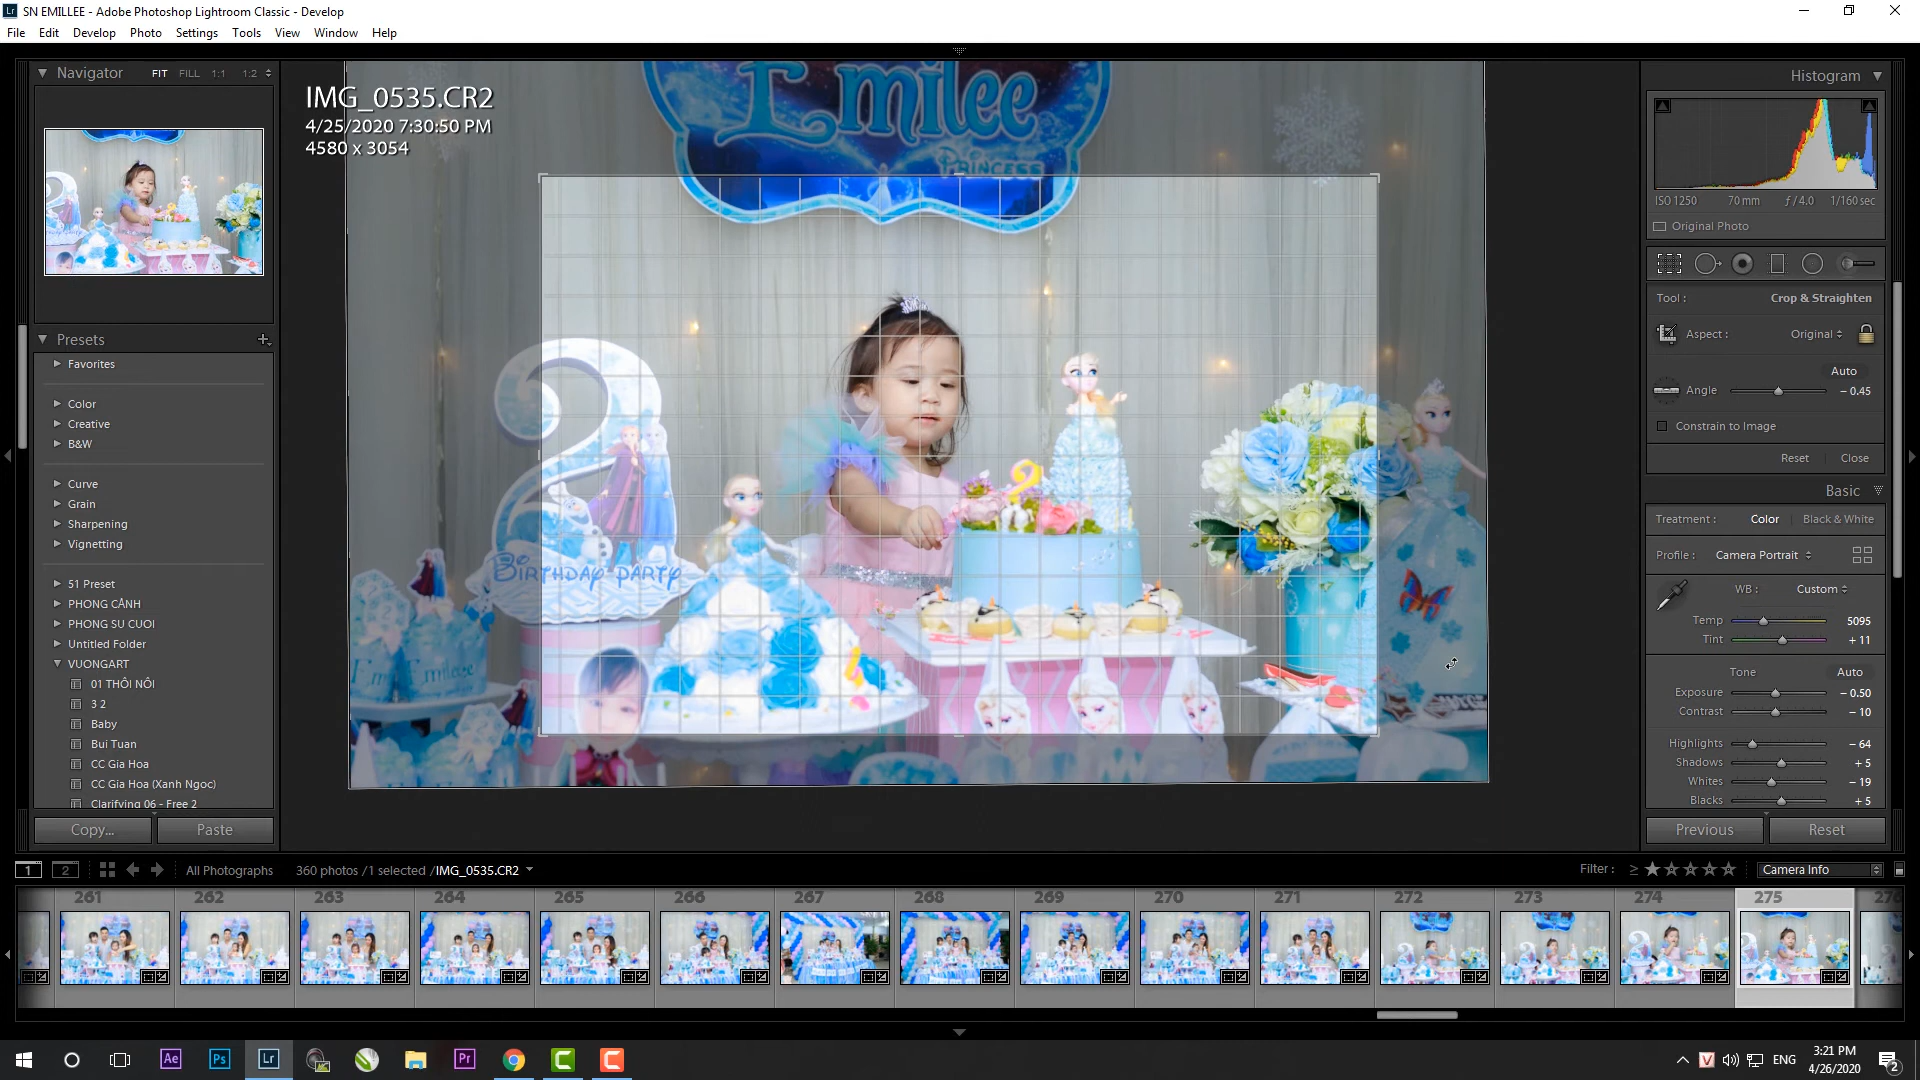 SN EMILLEE - Adobe Photoshop Lightroom Classic - Develop
File Edit Develop Photo Settings Tools View Window Help
Navigator FIT FILL 1:1 1:2
IMG_0535.CR2
4/25/2020 7:30:50 PM
4580 x 3054
Emilee
Princess
Birthday party
Emilee
Histogram
ISO 1250 70 mm ƒ / 4.0 1/160 sec
Original Photo
Tool : Crop & Straighten
Aspect : Original
Auto
Angle - 0.45
Constrain to Image
Reset Close
Basic
Treatment : Color Black & White
Profile : Camera Portrait
WB : Custom
Temp 5095
Tint + 11
Tone Auto
Exposure - 0.50
Contrast - 10
Highlights - 64
Shadows + 5
Whites - 19
Blacks + 5
Previous Reset
Presets
Favorites
Color
Creative
B&W
Curve
Grain
Sharpening
Vignetting
51 Preset
PHONG CẢNH
PHONG SU CUOI
Untitled Folder
VUONGART
01 THÔI NÔI
3 2
Baby
Bui Tuan
CC Gia Hoa
CC Gia Hoa (Xanh Ngoc)
Clarifying 06 - Free 2
Copy... Paste
1 2 All Photographs 360 photos / 1 selected / IMG_0535.CR2 Filter : Camera Info
261 262 263 264 265 266 267 268 269 270 271 272 273 274 275 276
Ae Ps Lr Pr
V ENG 3:21 PM
4/26/2020 2